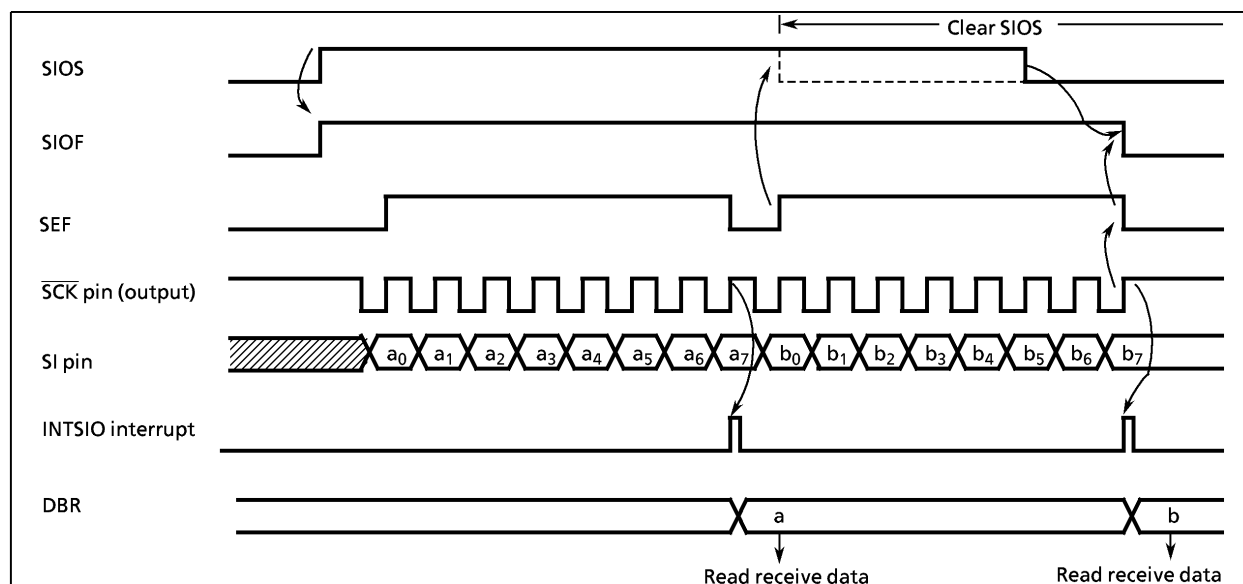 Clear SIOS
SIOS
SIOF
SEF
S̅C̅K̅ pin (output)
SI pin
a₀ a₁ a₂ a₃ a₄ a₅ a₆ a₇ b₀ b₁ b₂ b₃ b₄ b₅ b₆ b₇
INTSIO interrupt
DBR
a b
Read receive data Read receive data